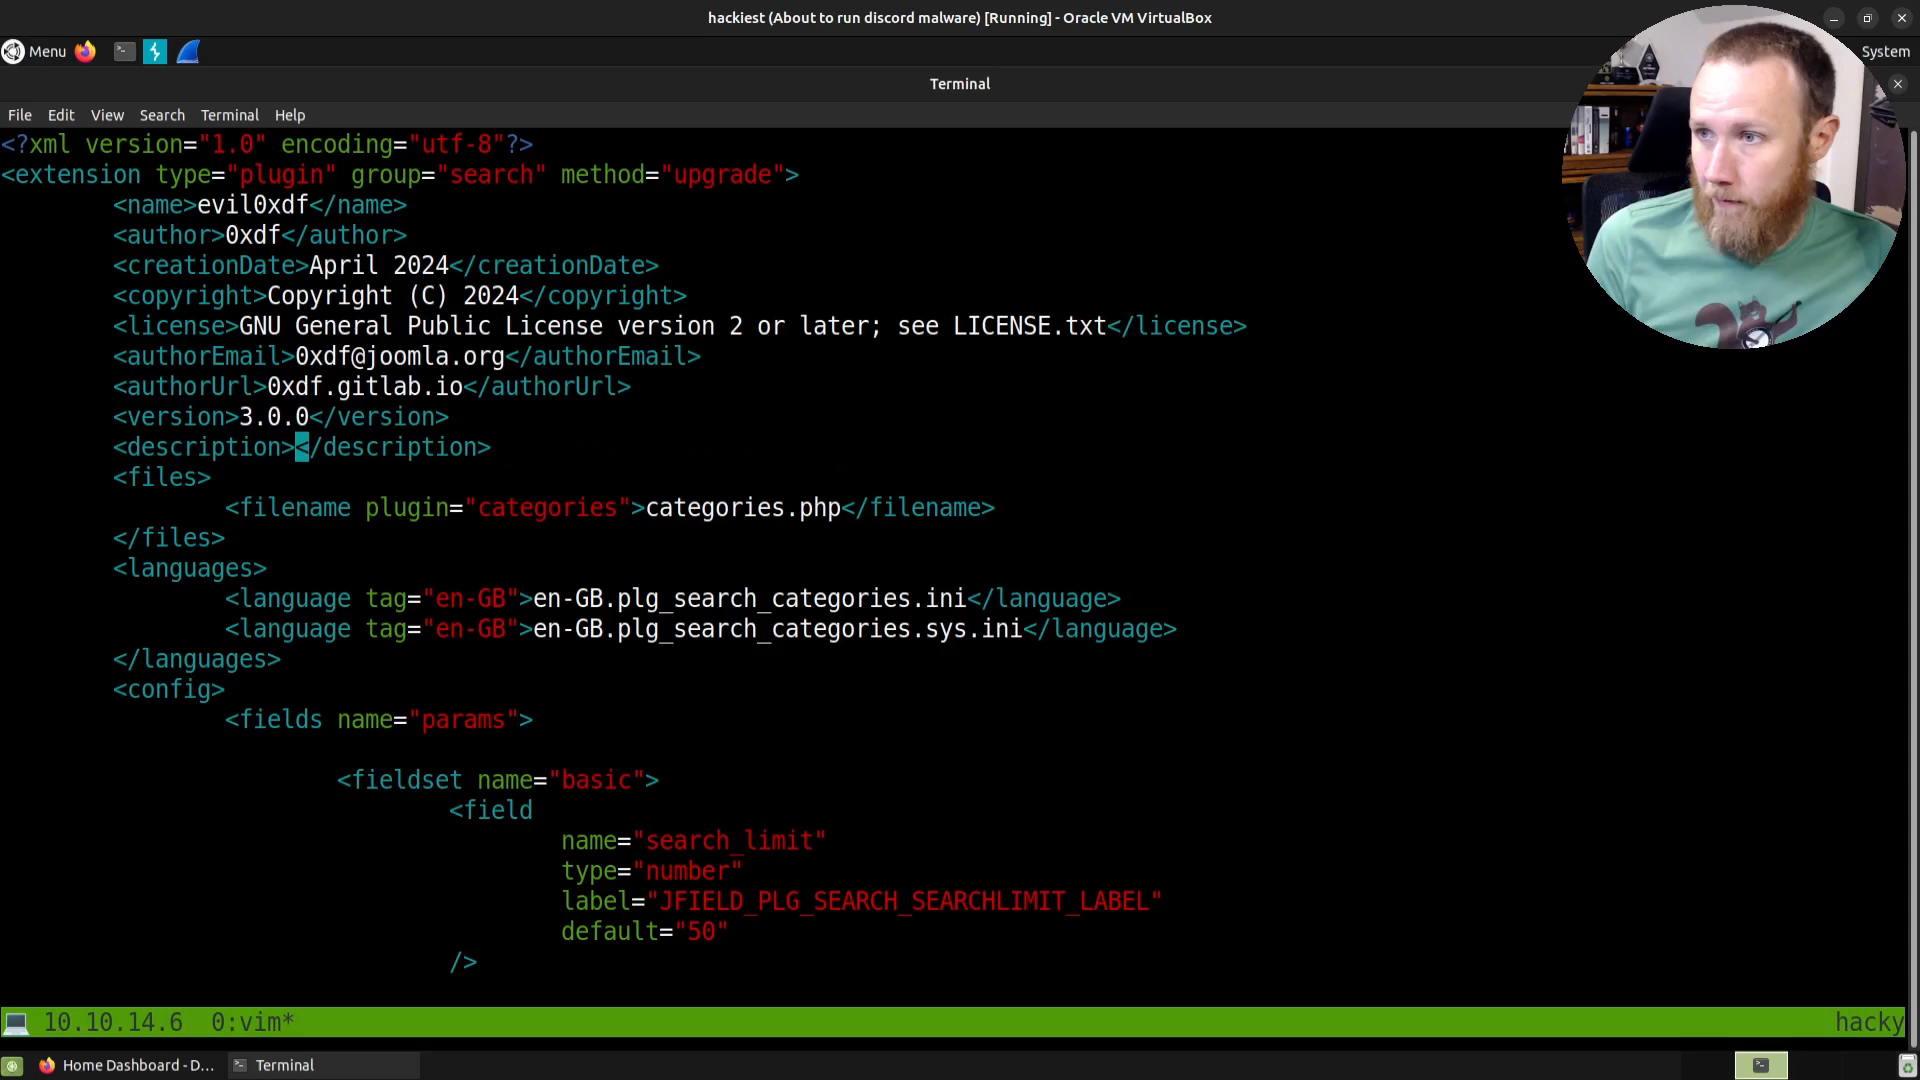 hackiest (About to run discord malware) [Running] - Oracle VM VirtualBox
Menu
System
Terminal
File Edit View Search Terminal Help
<?xml version="1.0" encoding="utf-8"?>
<extension type="plugin" group="search" method="upgrade">
<name>evil0xdf</name>
<author>0xdf</author>
<creationDate>April 2024</creationDate>
<copyright>Copyright (C) 2024</copyright>
<license>GNU General Public License version 2 or later; see LICENSE.txt</license>
<authorEmail>0xdf@joomla.org</authorEmail>
<authorUrl>0xdf.gitlab.io</authorUrl>
<version>3.0.0</version>
<description></description>
<files>
<filename plugin="categories">categories.php</filename>
</files>
<languages>
<language tag="en-GB">en-GB.plg_search_categories.ini</language>
<language tag="en-GB">en-GB.plg_search_categories.sys.ini</language>
</languages>
<config>
<fields name="params">
<fieldset name="basic">
<field
name="search_limit"
type="number"
label="JFIELD_PLG_SEARCH_SEARCHLIMIT_LABEL"
default="50"
/>
10.10.14.6 0:vim* hacky
Home Dashboard - D... Terminal